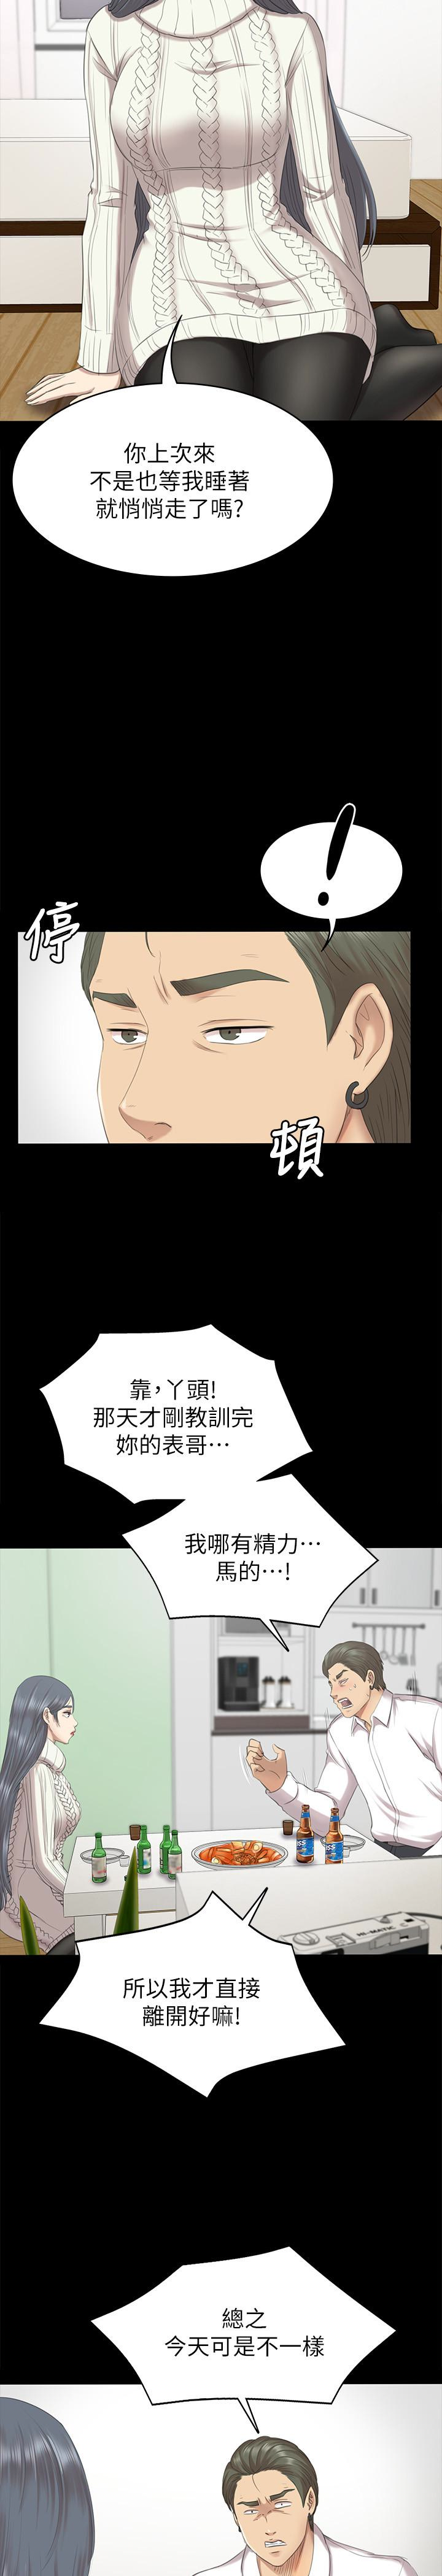 你上次來
不是也等我睡著
就悄悄走了嗎?
!
停
頓
靠,丫頭!
那天才剛教訓完
妳的表哥⋯
我哪有精力⋯
馬的⋯!
HI-MATIC
所以我才直接
離開好嘛!
總之
今天可是不一樣